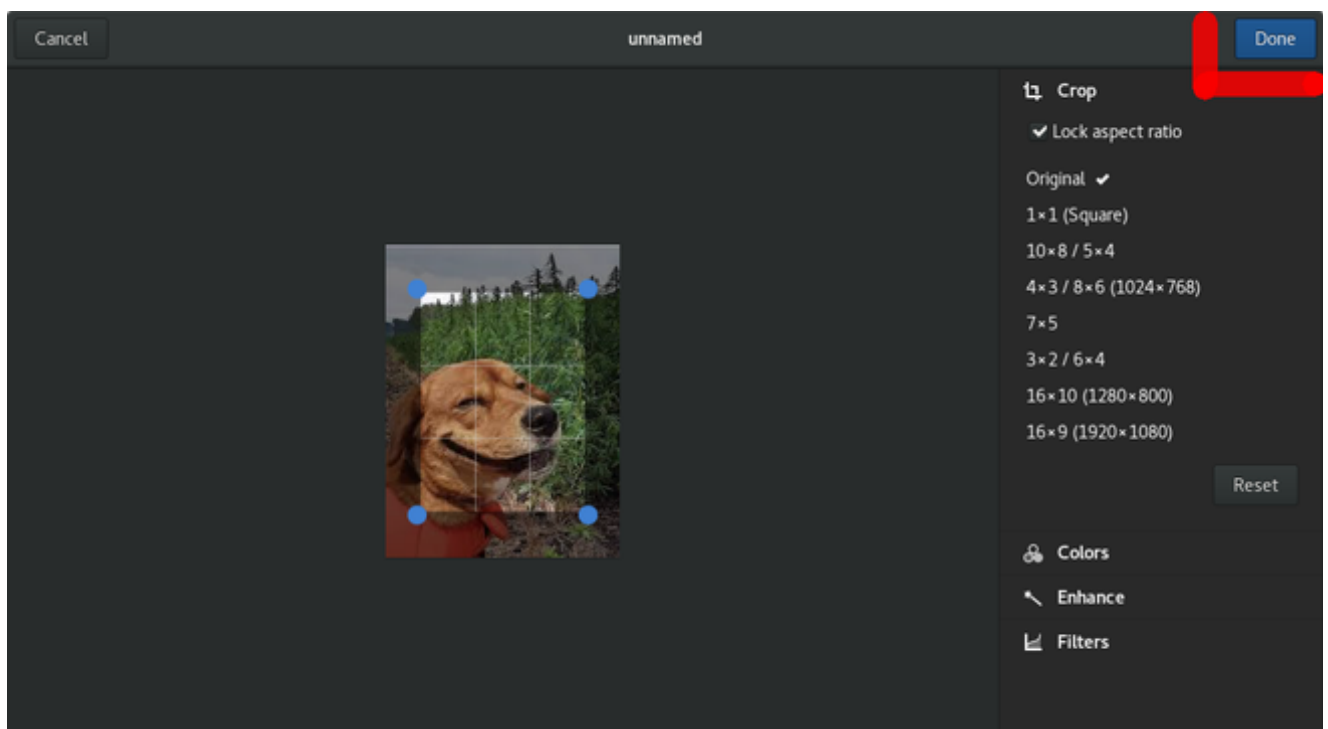 Cancel
unnamed
Done
Crop
Lock aspect ratio
Original
1×1 (Square)
10×8 / 5×4
4×3 / 8×6 (1024×768)
7×5
3×2 / 6×4
16×10 (1280×800)
16×9 (1920×1080)
Reset
Colors
Enhance
Filters